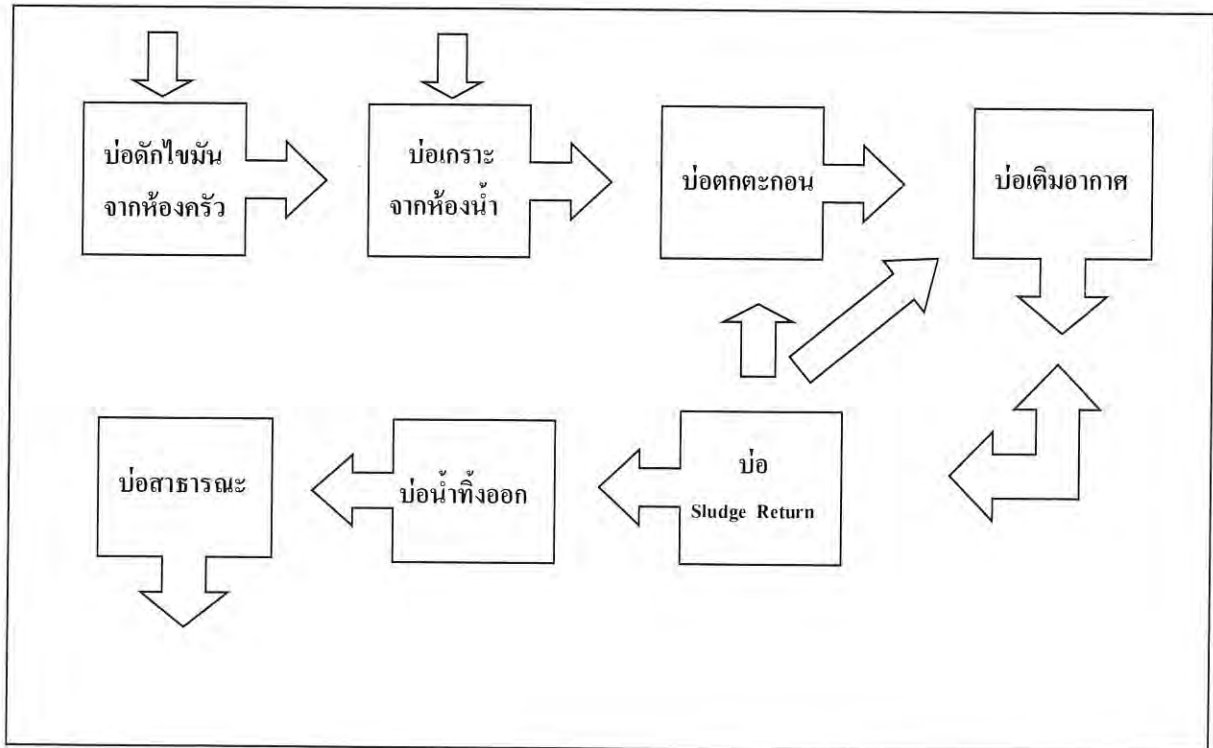 บ่อดักไขมัน
จากห้องครัว
บ่อเกราะ
จากห้องน้ำ
บ่อตกตะกอน
บ่อเติมอากาศ
บ่อสาธารณะ
บ่อน้ำทิ้งออก
บ่อ
Sludge Return